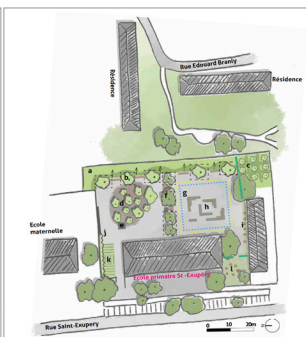 Rue Edouard Branly
Résidence
Résidence
a
b
c
d
e
f
g
h
i
j
k
l
Ecole
maternelle
Ecole primaire St-Exupéry
Rue Saint-Exupery
0 10 20m